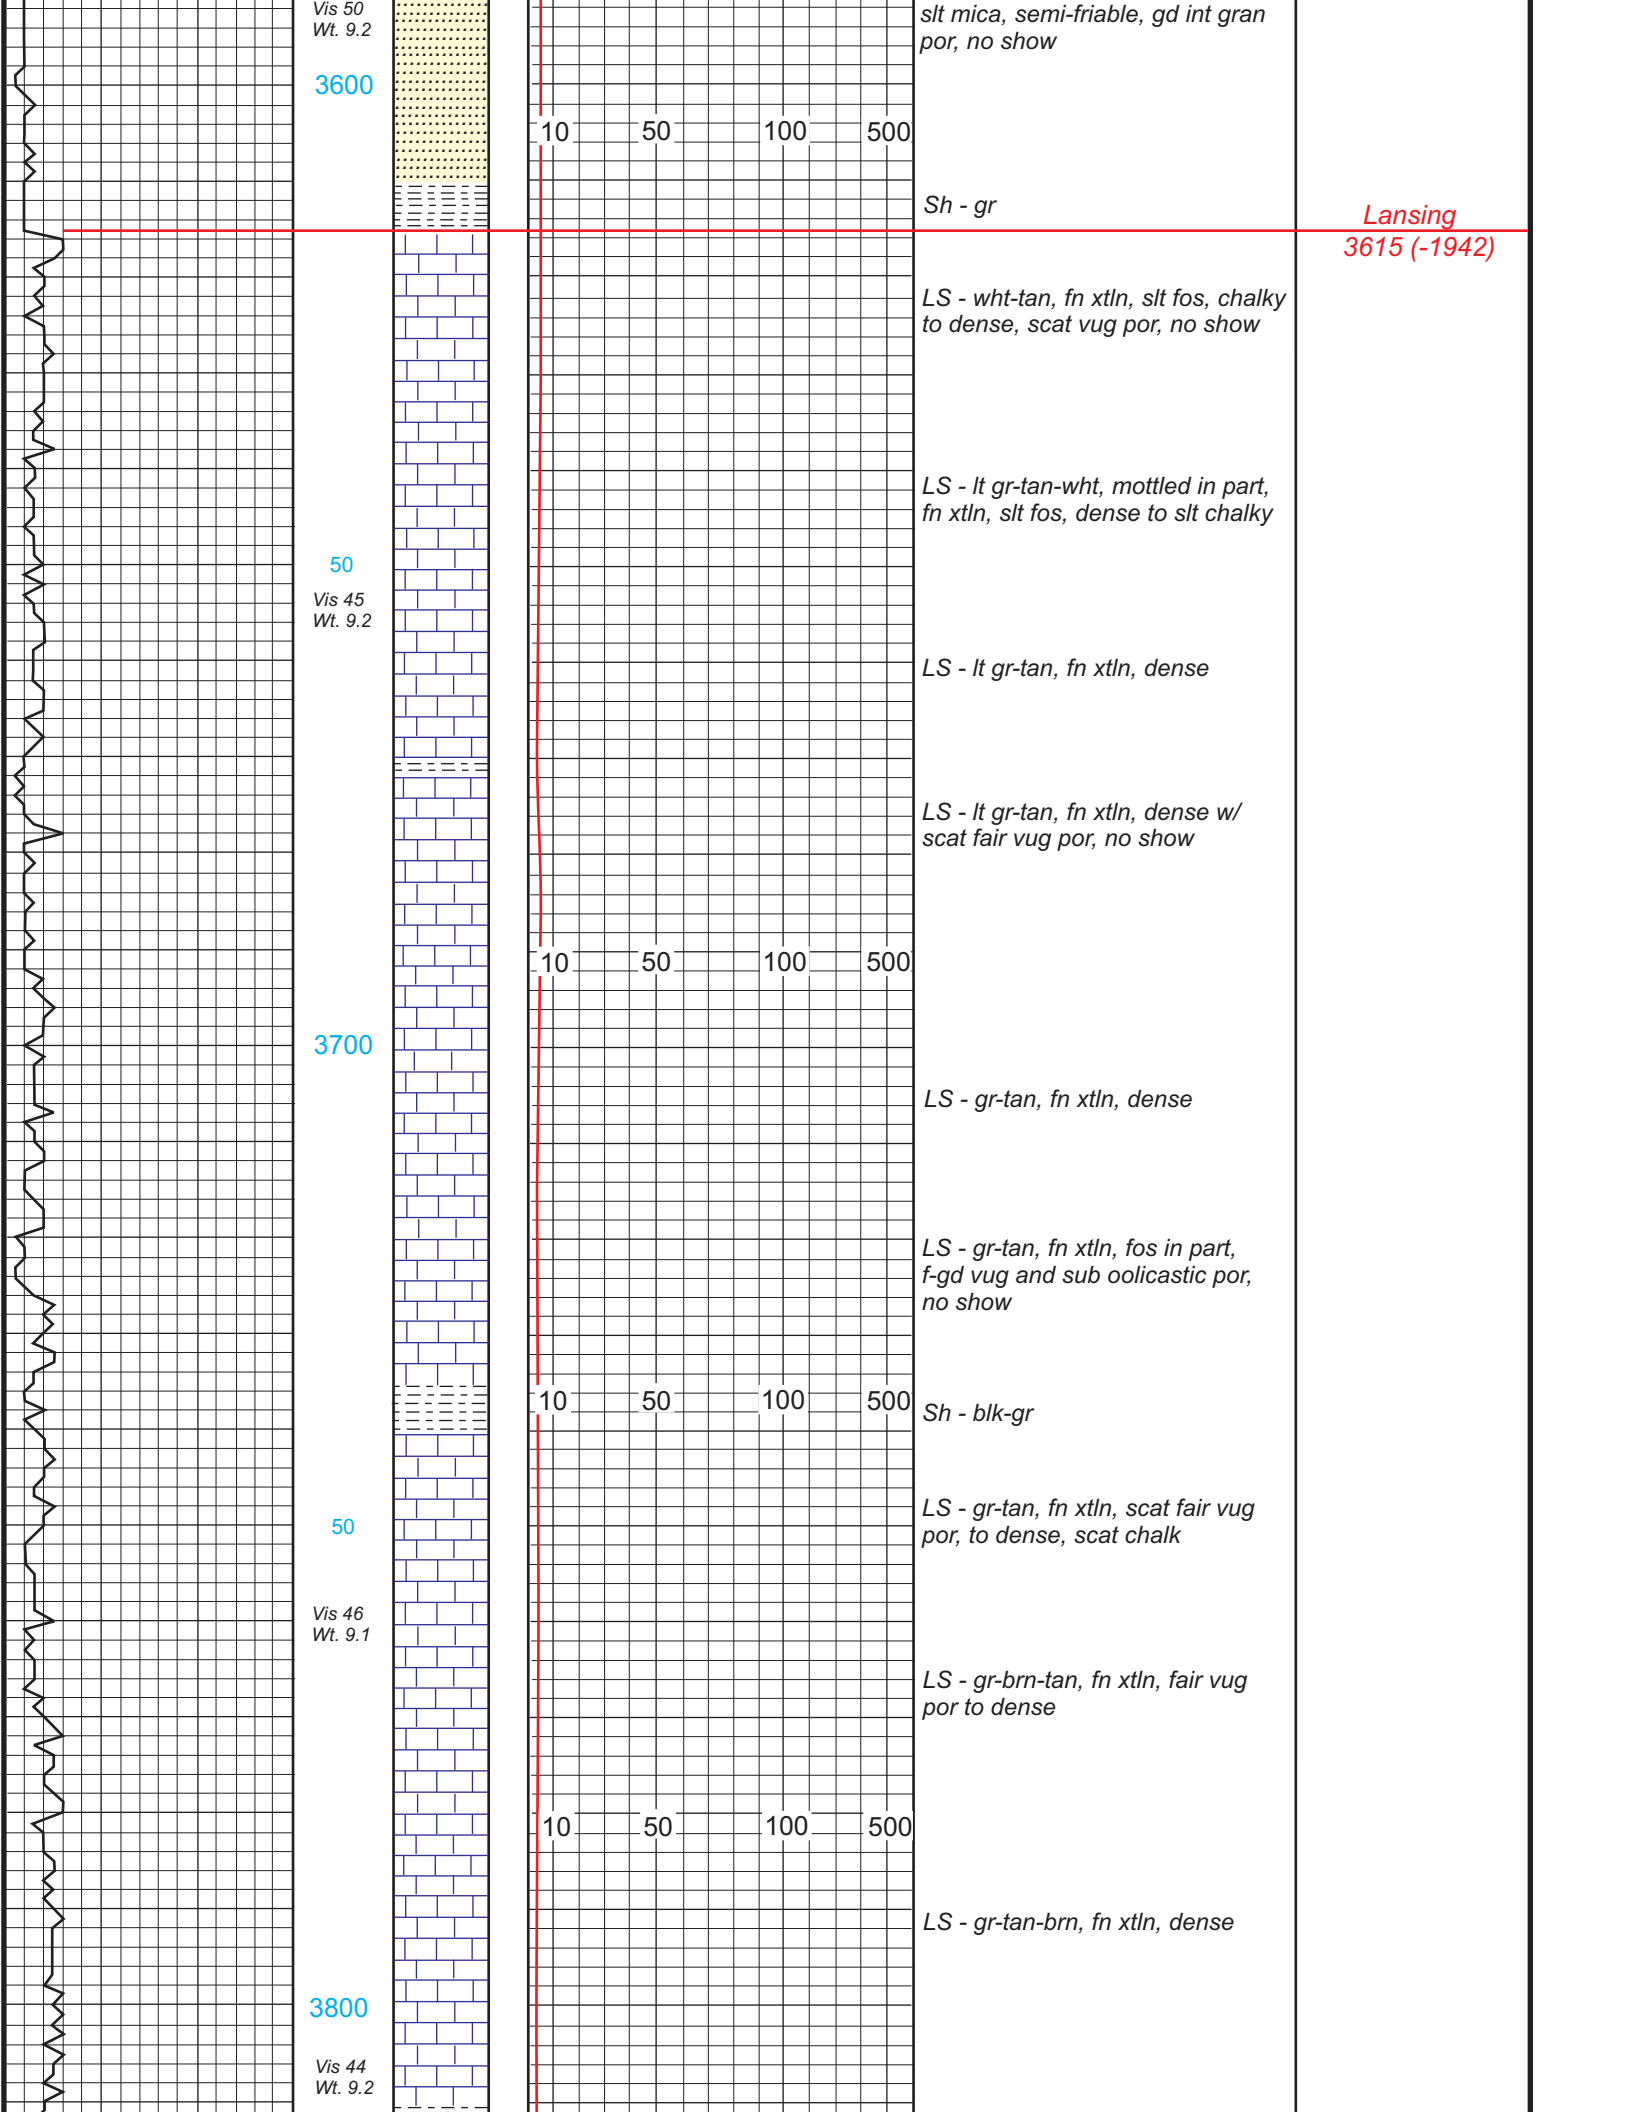 Vis 50
Wt. 9.2
slt mica, semi-friable, gd int gran
por, no show
3600
10 50 100 500
Sh - gr
Lansing
3615 (-1942)
LS - wht-tan, fn xtln, slt fos, chalky
to dense, scat vug por, no show
LS - lt gr-tan-wht, mottled in part,
fn xtln, slt fos, dense to slt chalky
50
Vis 45
Wt. 9.2
LS - lt gr-tan, fn xtln, dense
LS - lt gr-tan, fn xtln, dense w/
scat fair vug por, no show
10 50 100 500
3700
LS - gr-tan, fn xtln, dense
LS - gr-tan, fn xtln, fos in part,
f-gd vug and sub oolicastic por,
no show
10 50 100 500
Sh - blk-gr
LS - gr-tan, fn xtln, scat fair vug
por, to dense, scat chalk
50
Vis 46
Wt. 9.1
LS - gr-brn-tan, fn xtln, fair vug
por to dense
10 50 100 500
LS - gr-tan-brn, fn xtln, dense
3800
Vis 44
Wt. 9.2